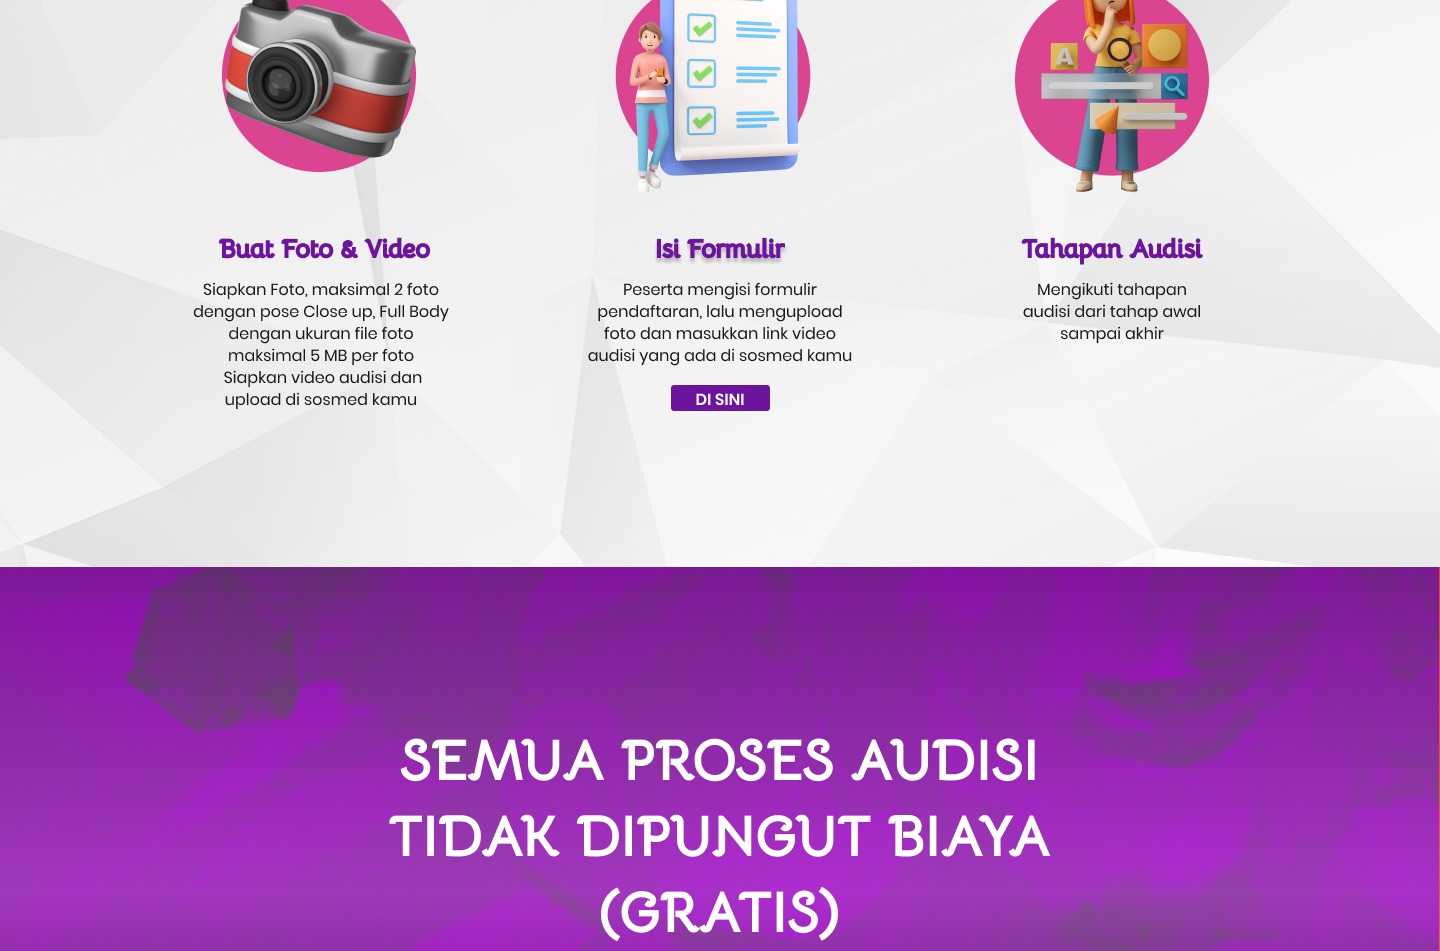 A
Buat Foto & Video
Siapkan Foto, maksimal 2 foto
dengan pose Close up, Full Body
dengan ukuran file foto
maksimal 5 MB per foto
Siapkan video audisi dan
upload di sosmed kamu
Isi Formulir
Peserta mengisi formulir
pendaftaran, lalu mengupload
foto dan masukkan link video
audisi yang ada di sosmed kamu
DI SINI
Tahapan Audisi
Mengikuti tahapan
audisi dari tahap awal
sampai akhir
SEMUA PROSES AUDISI
TIDAK DIPUNGUT BIAYA
(GRATIS)